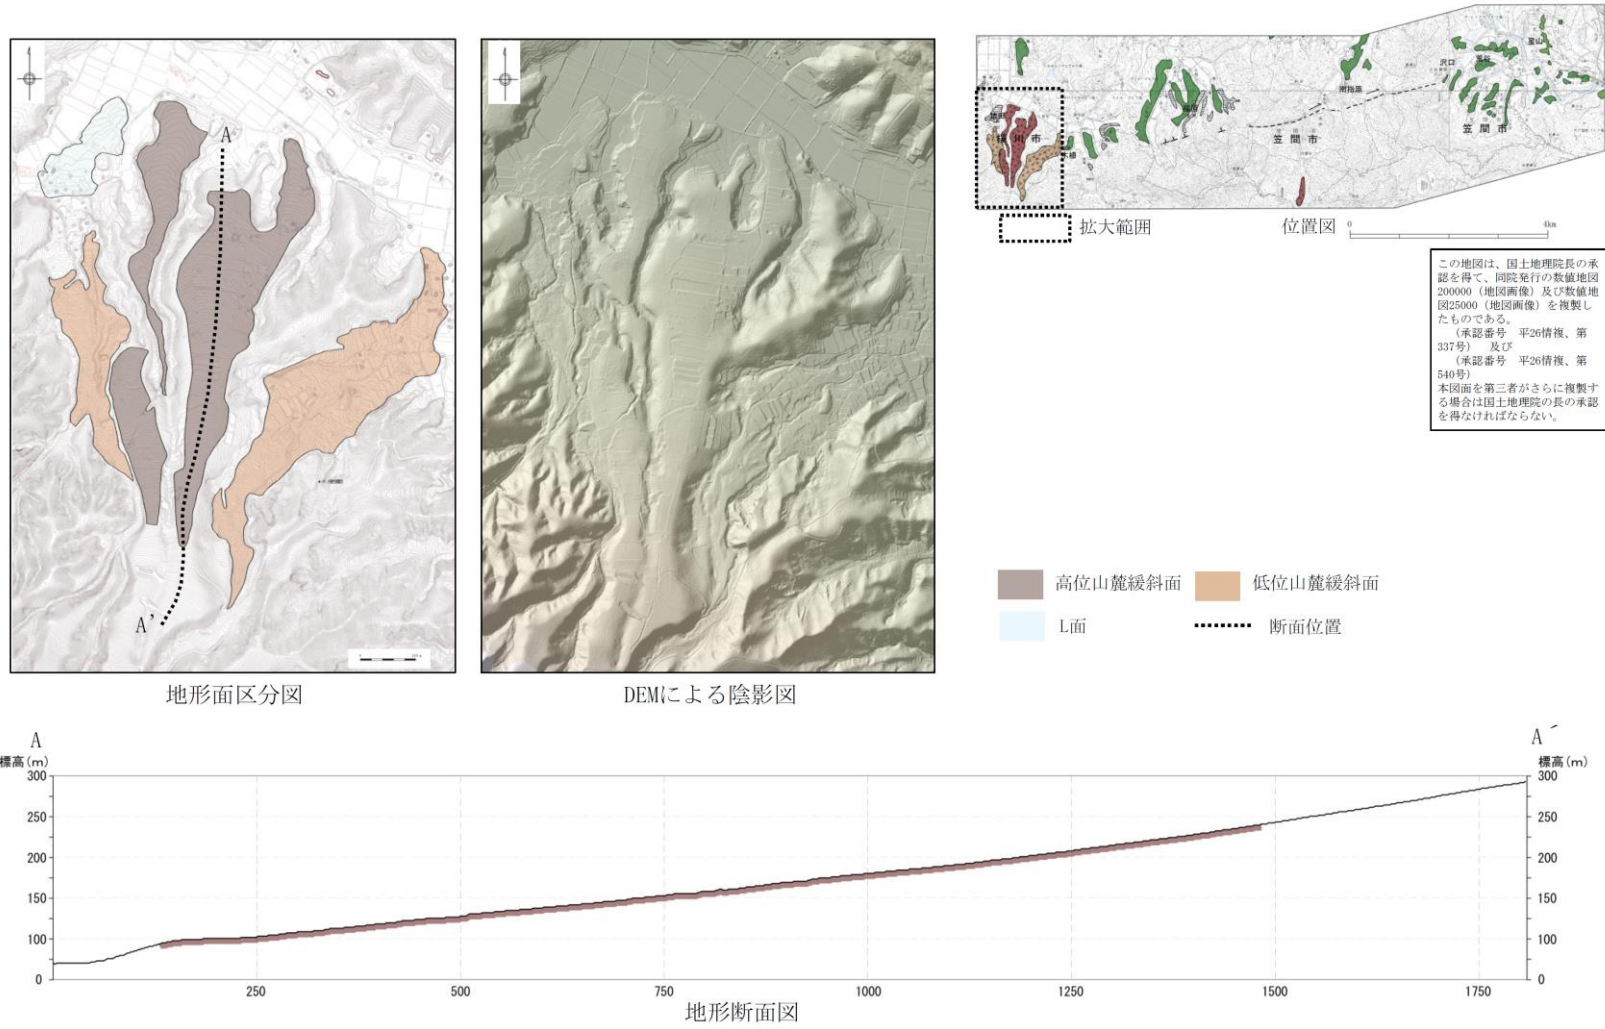 A
A’
地形面区分図
DEMによる陰影図
笠間市
笠間市
拡大範囲
位置図
0
4km
この地図は、国土地理院長の承
認を得て、同院発行の数値地図
200000(地図画像)及び数値地
図25000(地図画像)を複製し
たものである。
(承認番号 平26情複、第
337号) 及び
(承認番号 平26情複、第
540号)
本図面を第三者がさらに複製す
る場合は国土地理院の長の承認
を得なければならない。
高位山麓緩斜面
低位山麓緩斜面
L面
断面位置
A
A´
標高(m)
標高(m)
300
250
200
150
100
50
0
300
250
200
150
100
50
0
250
500
750
1000
1250
1500
1750
地形断面図